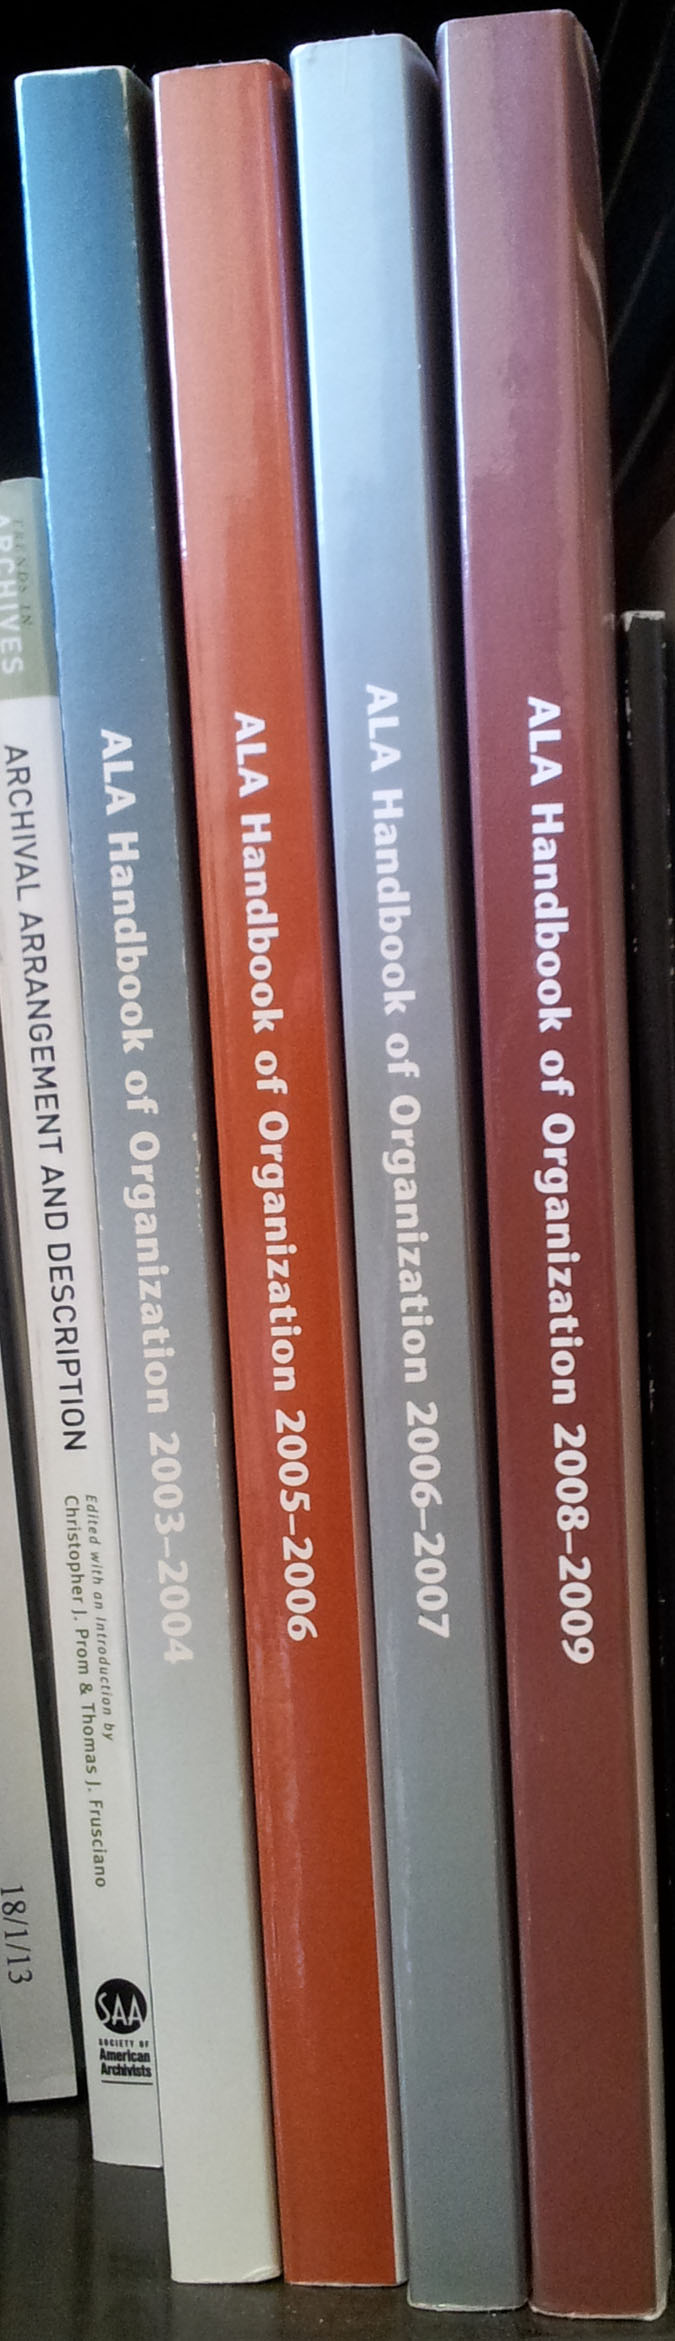 18/1/13
TRENDS IN
ARCHIVES
ARCHIVAL ARRANGEMENT AND DESCRIPTION
Edited with an Introduction by
Christopher J. Prom & Thomas J. Frusciano
SAA
SOCIETY OF
American
Archivists
ALA Handbook of Organization 2003–2004
ALA Handbook of Organization 2005–2006
ALA Handbook of Organization 2006–2007
ALA Handbook of Organization 2008–2009